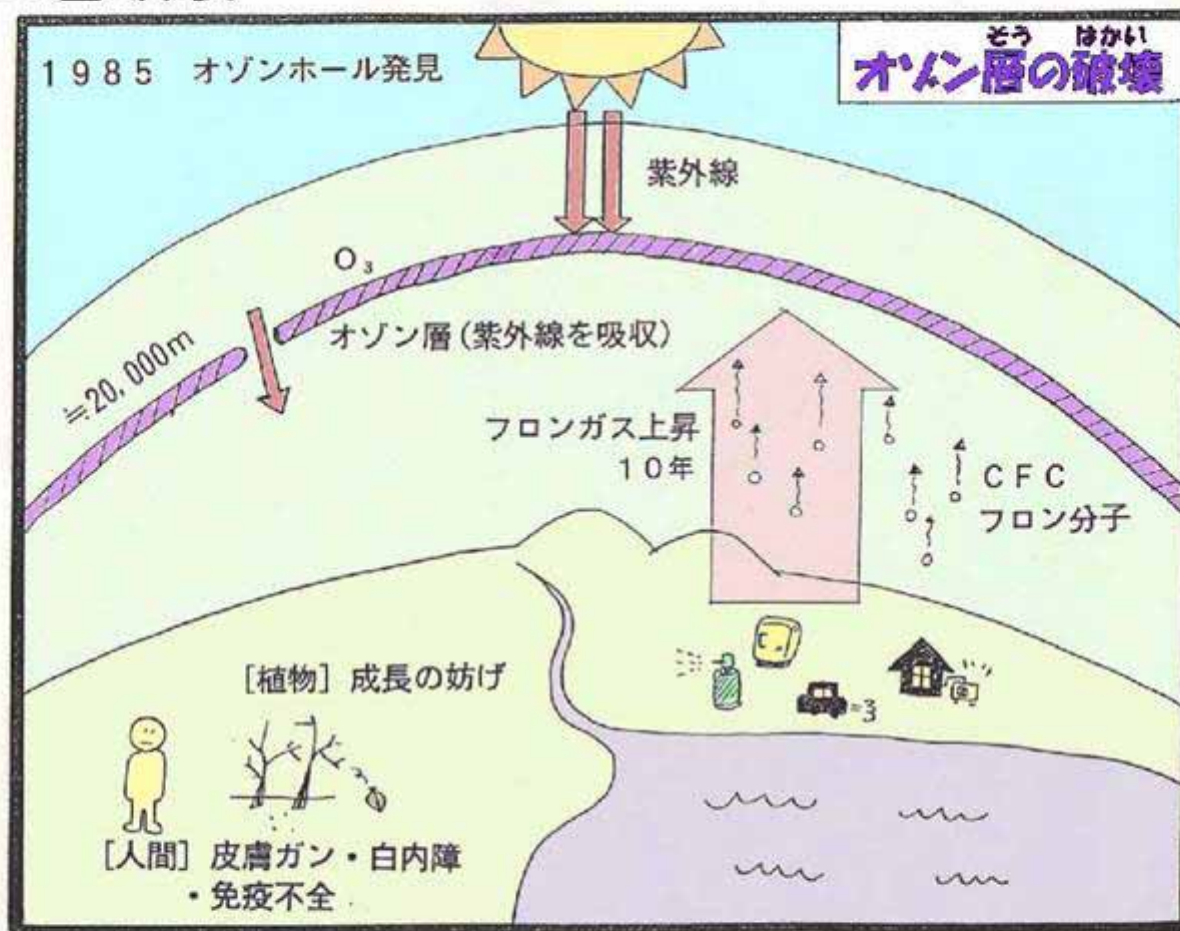 1985 オゾンホール発見
そう はかい
オゾン層の破壊
紫外線
O₃
オゾン層(紫外線を吸収)
≒20,000m
フロンガス上昇
10年
CFC
フロン分子
[植物] 成長の妨げ
[人間] 皮膚ガン・白内障
・免疫不全